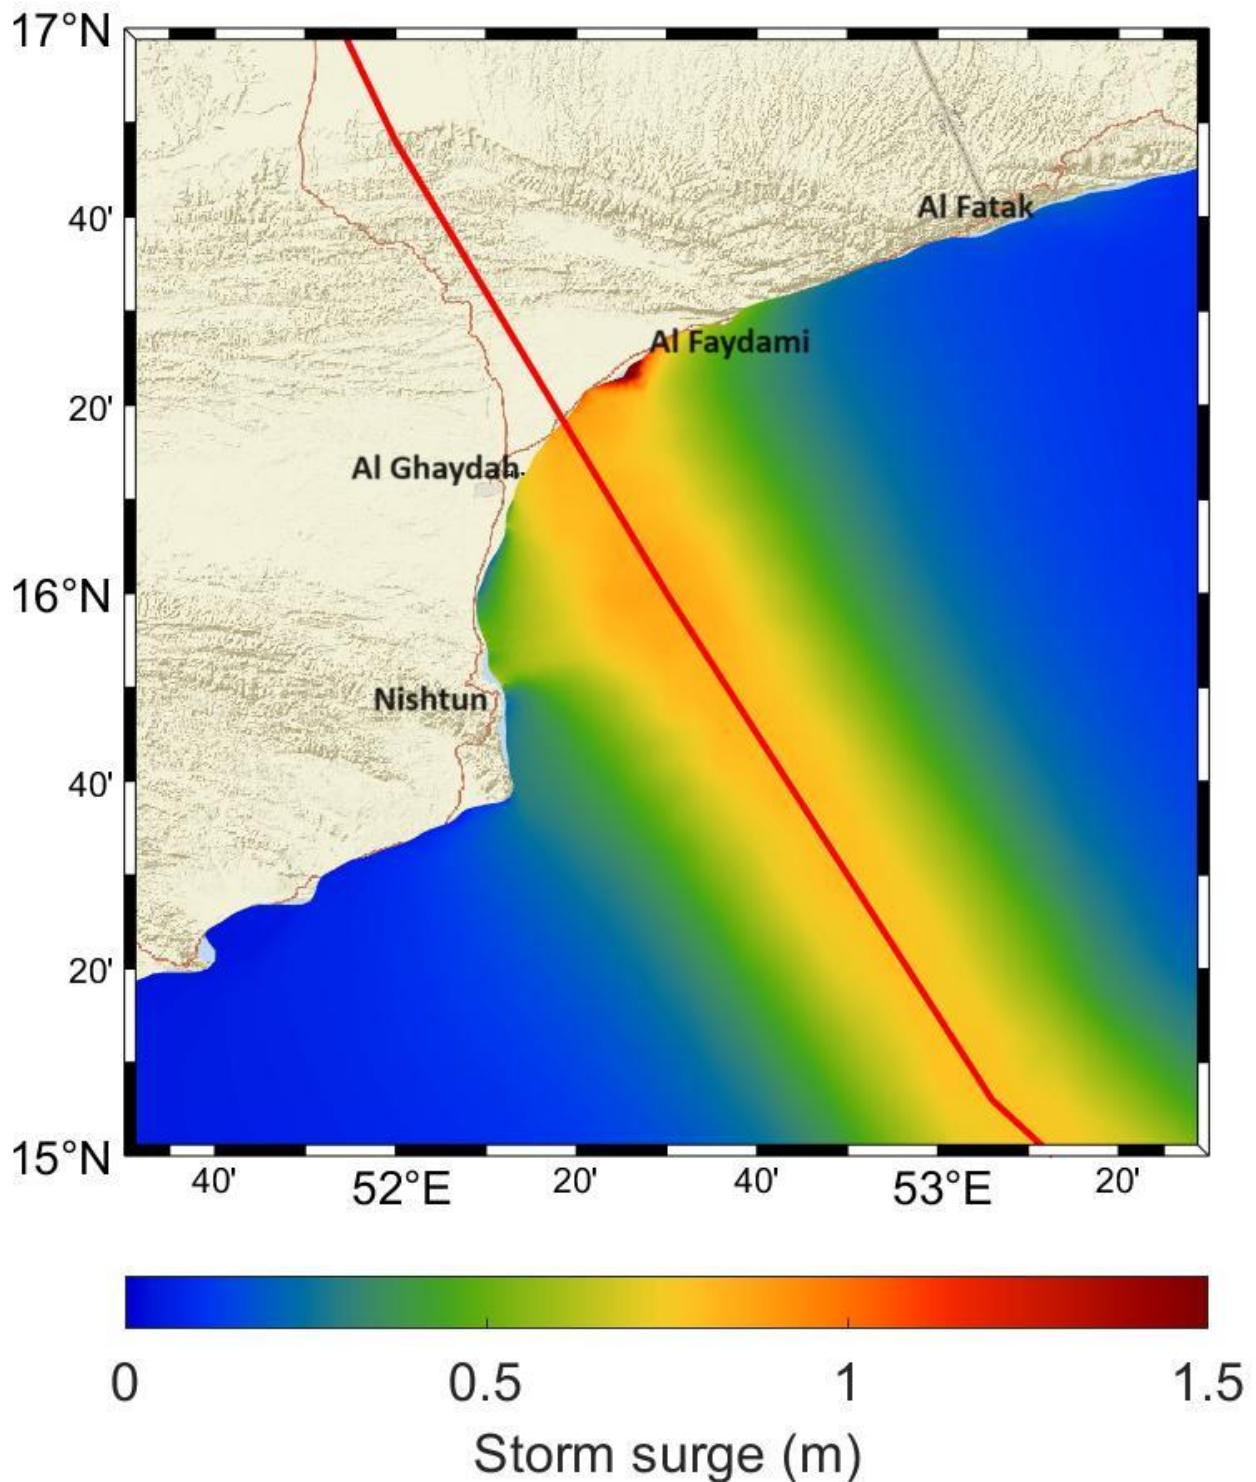 17°N
Al Fatak
40'
Al Faydami
20'
Al Ghaydah
16°N
Nishtun
40'
20'
15°N
40'
52°E
20'
40'
53°E
20'
0
0.5
1
1.5
Storm surge (m)